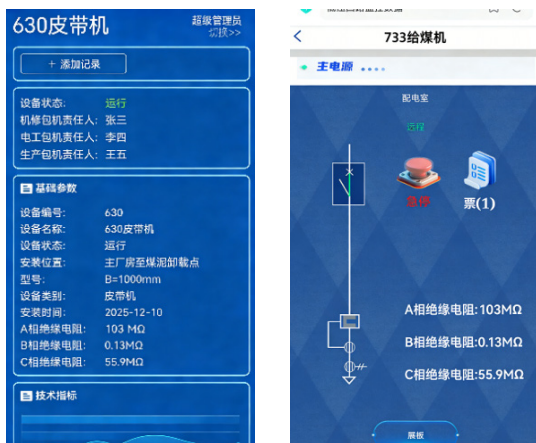 630皮带机
超级管理员
切换>>
+ 添加记录
设备状态: 运行
机修包机责任人: 张三
电工包机责任人: 李四
生产包机责任人: 王五
基础参数
设备编号: 630
设备名称: 630皮带机
设备状态: 运行
安装位置: 主厂房至煤泥卸载点
型号: B=1000mm
设备类别: 皮带机
安装时间: 2025-12-10
A相绝缘电阻: 103 MΩ
B相绝缘电阻: 0.13MΩ
C相绝缘电阻: 55.9MΩ
技术指标
733给煤机
主电源
配电室
远程
急停
票(1)
A相绝缘电阻:103MΩ
B相绝缘电阻:0.13MΩ
C相绝缘电阻:55.9MΩ
展板